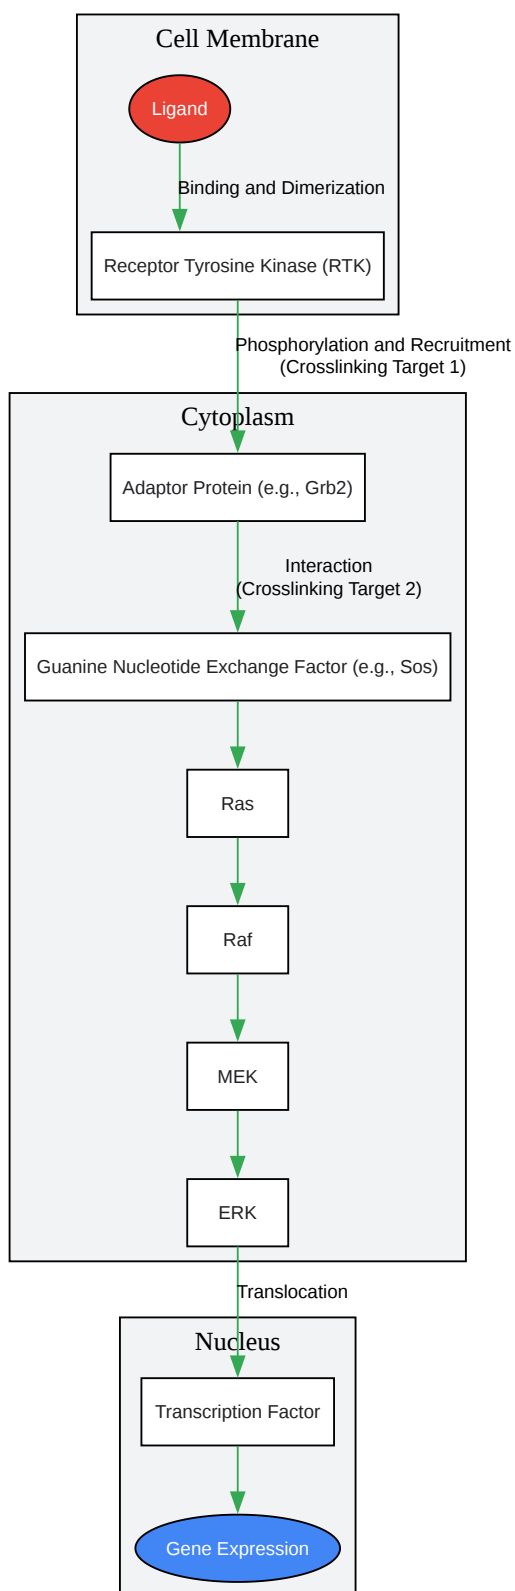 Cell Membrane
Ligand
Binding and Dimerization
Receptor Tyrosine Kinase (RTK)
Phosphorylation and Recruitment
(Crosslinking Target 1)
Cytoplasm
Adaptor Protein (e.g., Grb2)
Interaction
(Crosslinking Target 2)
Guanine Nucleotide Exchange Factor (e.g., Sos)
Ras
Raf
MEK
ERK
Translocation
Nucleus
Transcription Factor
Gene Expression